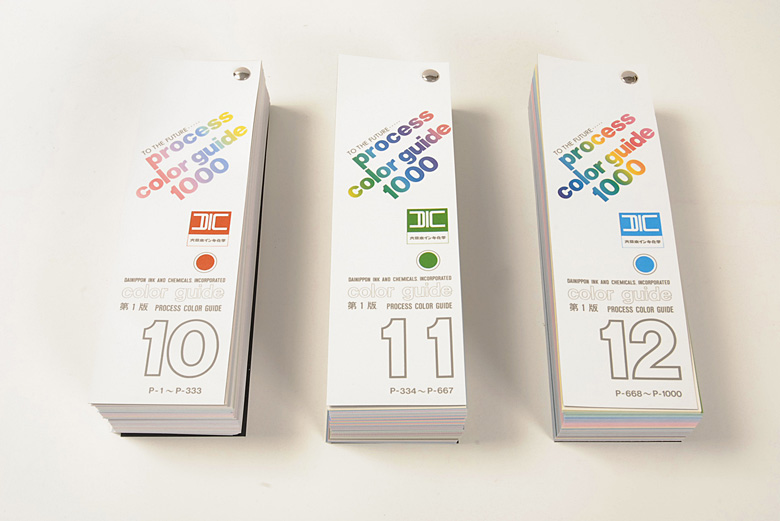 TO THE FUTURE
process
color guide
1000
DIC
大日本インキ化学
DAINIPPON INK AND CHEMICALS, INCORPORATED
color guide
第1版 PROCESS COLOR GUIDE
10
P-1～P-333
TO THE FUTURE
process
color guide
1000
DIC
大日本インキ化学
DAINIPPON INK AND CHEMICALS, INCORPORATED
color guide
第1版 PROCESS COLOR GUIDE
11
P-334～P-667
TO THE FUTURE
process
color guide
1000
DIC
大日本インキ化学
DAINIPPON INK AND CHEMICALS, INCORPORATED
color guide
第1版 PROCESS COLOR GUIDE
12
P-668～P-1000